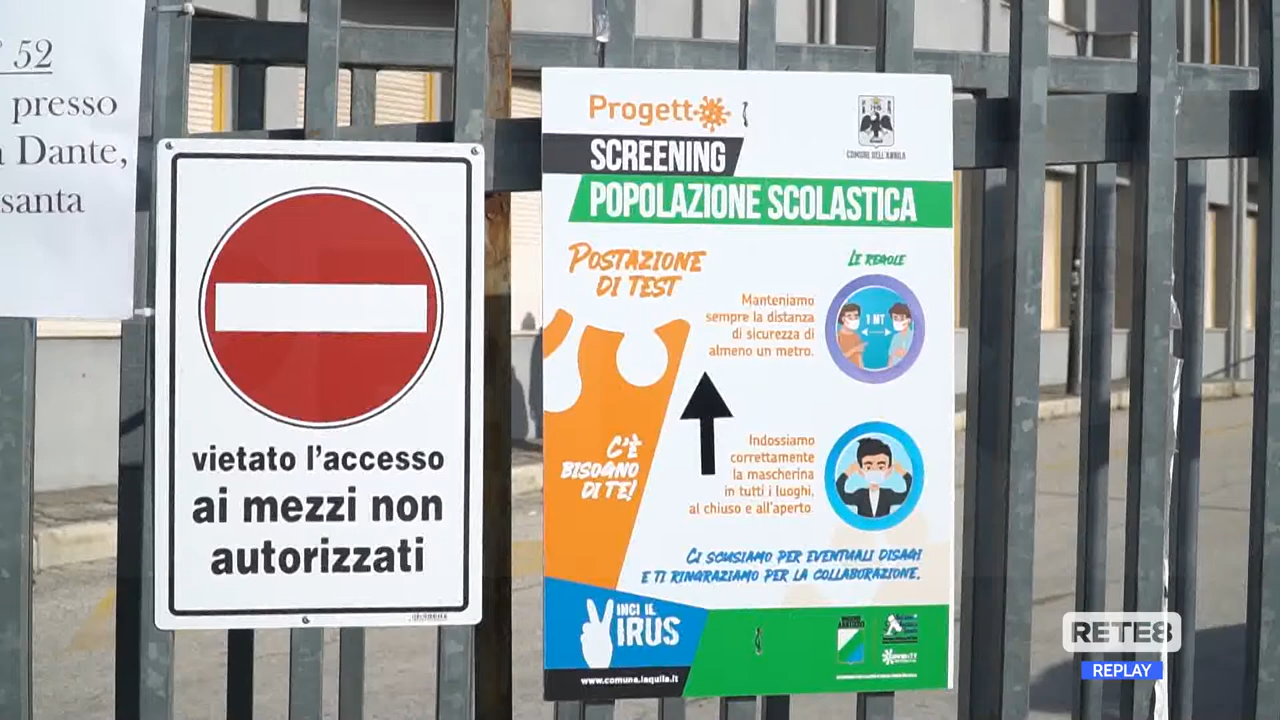 ° 52
presso
Dante,
santa
vietato l'accesso
ai mezzi non
autorizzati
Progetto
SCREENING
POPOLAZIONE SCOLASTICA
COMUNE DELL'AQUILA
POSTAZIONE
DI TEST
LE REGOLE
Manteniamo
sempre la distanza
di sicurezza di
almeno un metro.
1 MT
C'È
BISOGNO
DI TE!
Indossiamo
correttamente
la mascherina
in tutti i luoghi,
al chiuso e all'aperto
CI SCUSIAMO PER EVENTUALI DISAGI
E TI RINGRAZIAMO PER LA COLLABORAZIONE.
INCI IL
IRUS
www.comune.laquila.it
RETE8
REPLAY